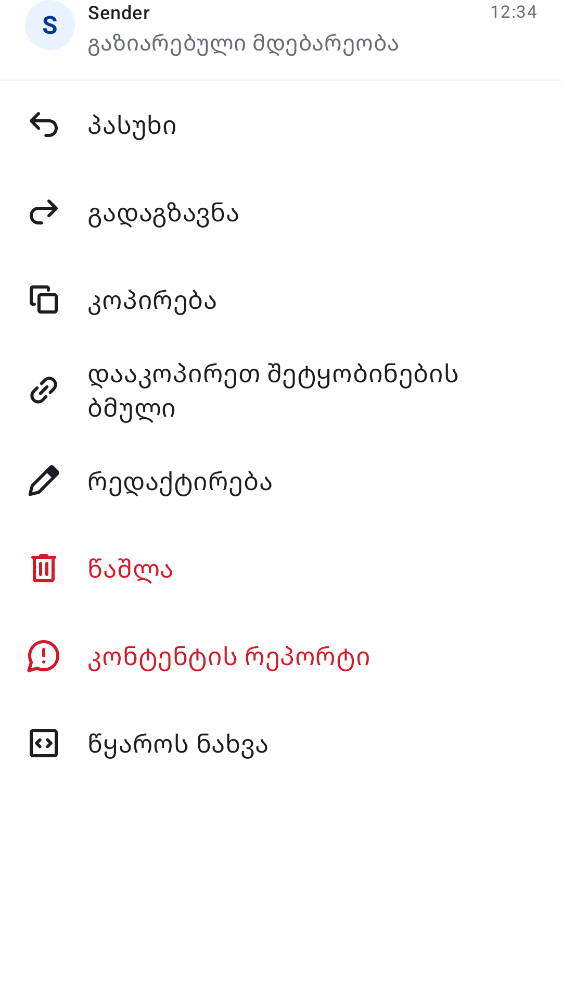 S
Sender
12:34
გაზიარებული მდებარეობა
პასუხი
გადაგზავნა
კოპირება
დააკოპირეთ შეტყობინების
ბმული
რედაქტირება
წაშლა
კონტენტის რეპორტი
წყაროს ნახვა